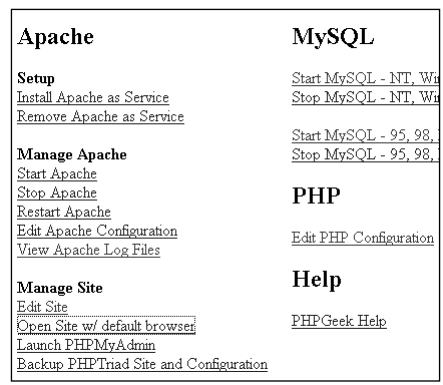 Apache
Setup
Install Apache as Service
Remove Apache as Service
Manage Apache
Start Apache
Stop Apache
Restart Apache
Edit Apache Configuration
View Apache Log Files
Manage Site
Edit Site
Open Site w/ default browser
Launch PHPMyAdmin
Backup PHPTriad Site and Configuration
MySQL
Start MySQL - NT,
Stop MySQL - NT,
Start MySQL - 95, 98,
Stop MySQL - 95, 98,
PHP
Edit PHP Configuration
Help
PHPGeek Help